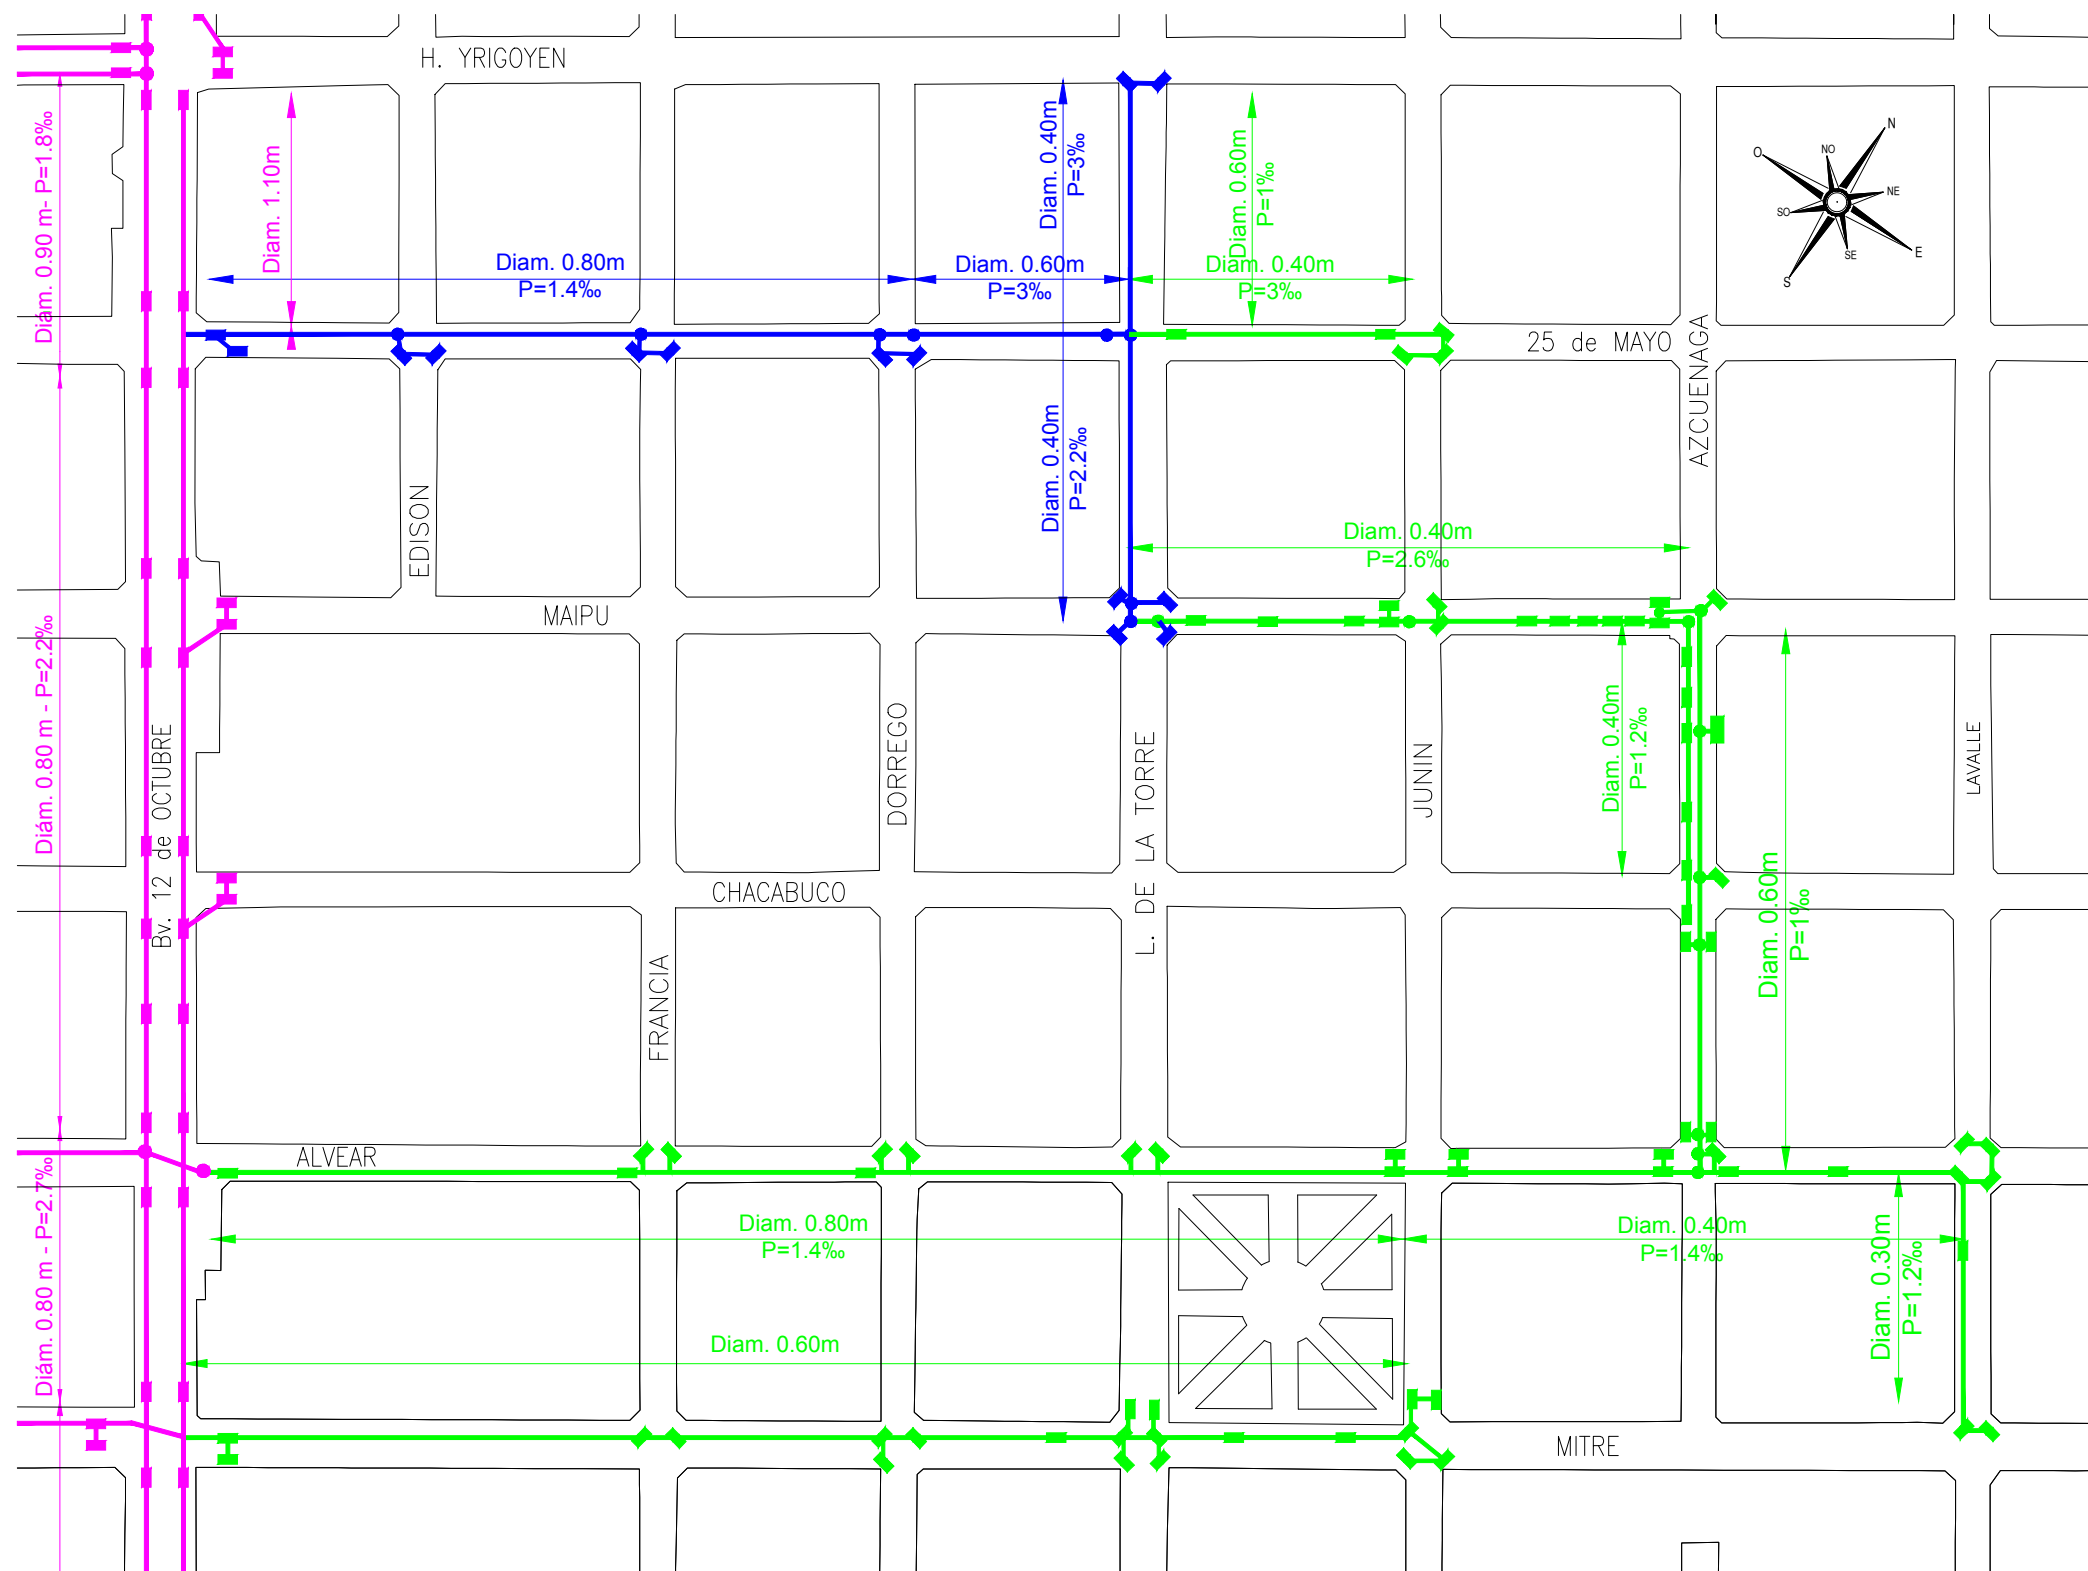 H. YRIGOYEN
Diám. 0.90 m- P=1.8‰
Diam. 1.10m
Diam. 0.80m
P=1.4‰
Diam. 0.60m
P=3‰
Diam. 0.40m
P=3‰
Diam. 0.60m
P=1‰
Diam. 0.40m
P=3‰
N
NO
O
NE
SO
SE
E
S
25 de MAYO
AZCUENAGA
Diam. 0.40m
P=2.2‰
EDISON
Diam. 0.40m
P=2.6‰
MAIPU
Diám. 0.80 m - P=2.2‰
Bv. 12 de OCTUBRE
DORREGO
L. DE LA TORRE
JUNIN
Diam. 0.40m
P=1.2‰
LAVALLE
CHACABUCO
Diam. 0.60m
P=1‰
FRANCIA
ALVEAR
Diám. 0.80 m - P=2.7‰
Diam. 0.80m
P=1.4‰
Diam. 0.40m
P=1.4‰
Diam. 0.30m
P=1.2‰
Diam. 0.60m
MITRE